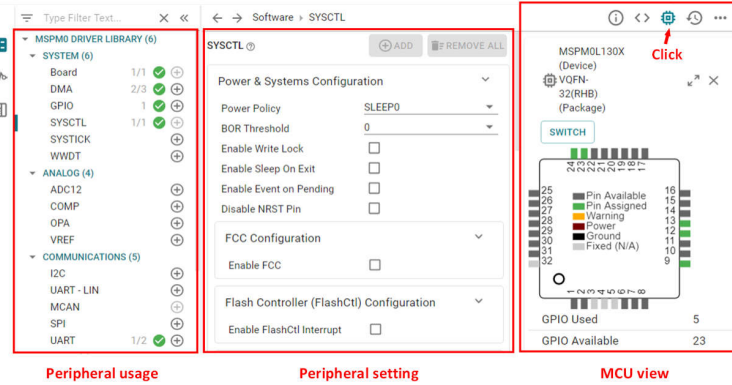 Type Filter Text...
MSPM0 DRIVER LIBRARY (6)
SYSTEM (6)
Board 1/1
DMA 2/3
GPIO 1
SYSCTL 1/1
SYSTICK
WWDT
ANALOG (4)
ADC12
COMP
OPA
VREF
COMMUNICATIONS (5)
I2C
UART - LIN
MCAN
SPI
UART 1/2
Peripheral usage
Software › SYSCTL
SYSCTL
ADD
REMOVE ALL
Power & Systems Configuration
Power Policy SLEEP0
BOR Threshold 0
Enable Write Lock
Enable Sleep On Exit
Enable Event on Pending
Disable NRST Pin
FCC Configuration
Enable FCC
Flash Controller (FlashCtl) Configuration
Enable FlashCtl Interrupt
Peripheral setting
Click
MSPM0L130X
(Device)
VQFN-
32(RHB)
(Package)
SWITCH
24 23 22 21 20 19 18 17
25
26
27
28
29
30
31
32
Pin Available
Pin Assigned
Warning
Power
Ground
Fixed (N/A)
16
15
14
13
12
11
10
9
1 2 3 4 5 6 7 8
GPIO Used 5
GPIO Available 23
MCU view